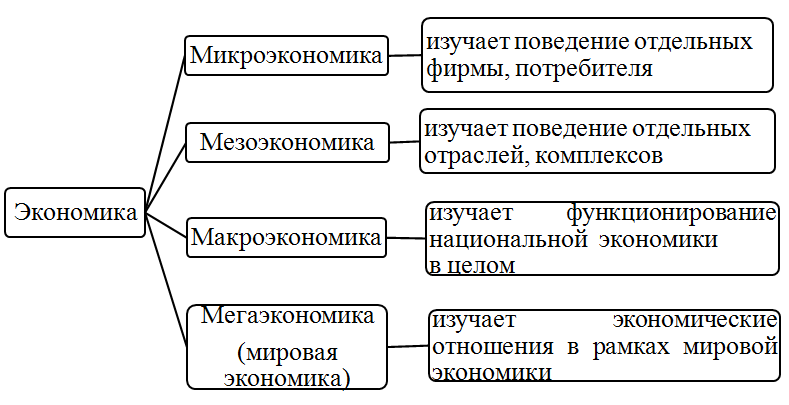 Микроэкономика
изучает поведение отдельных
фирмы, потребителя
Мезоэкономика
изучает поведение отдельных
отраслей, комплексов
Экономика
Макроэкономика
изучает функционирование
национальной экономики
в целом
Мегаэкономика
(мировая
экономика)
изучает экономические
отношения в рамках мировой
экономики